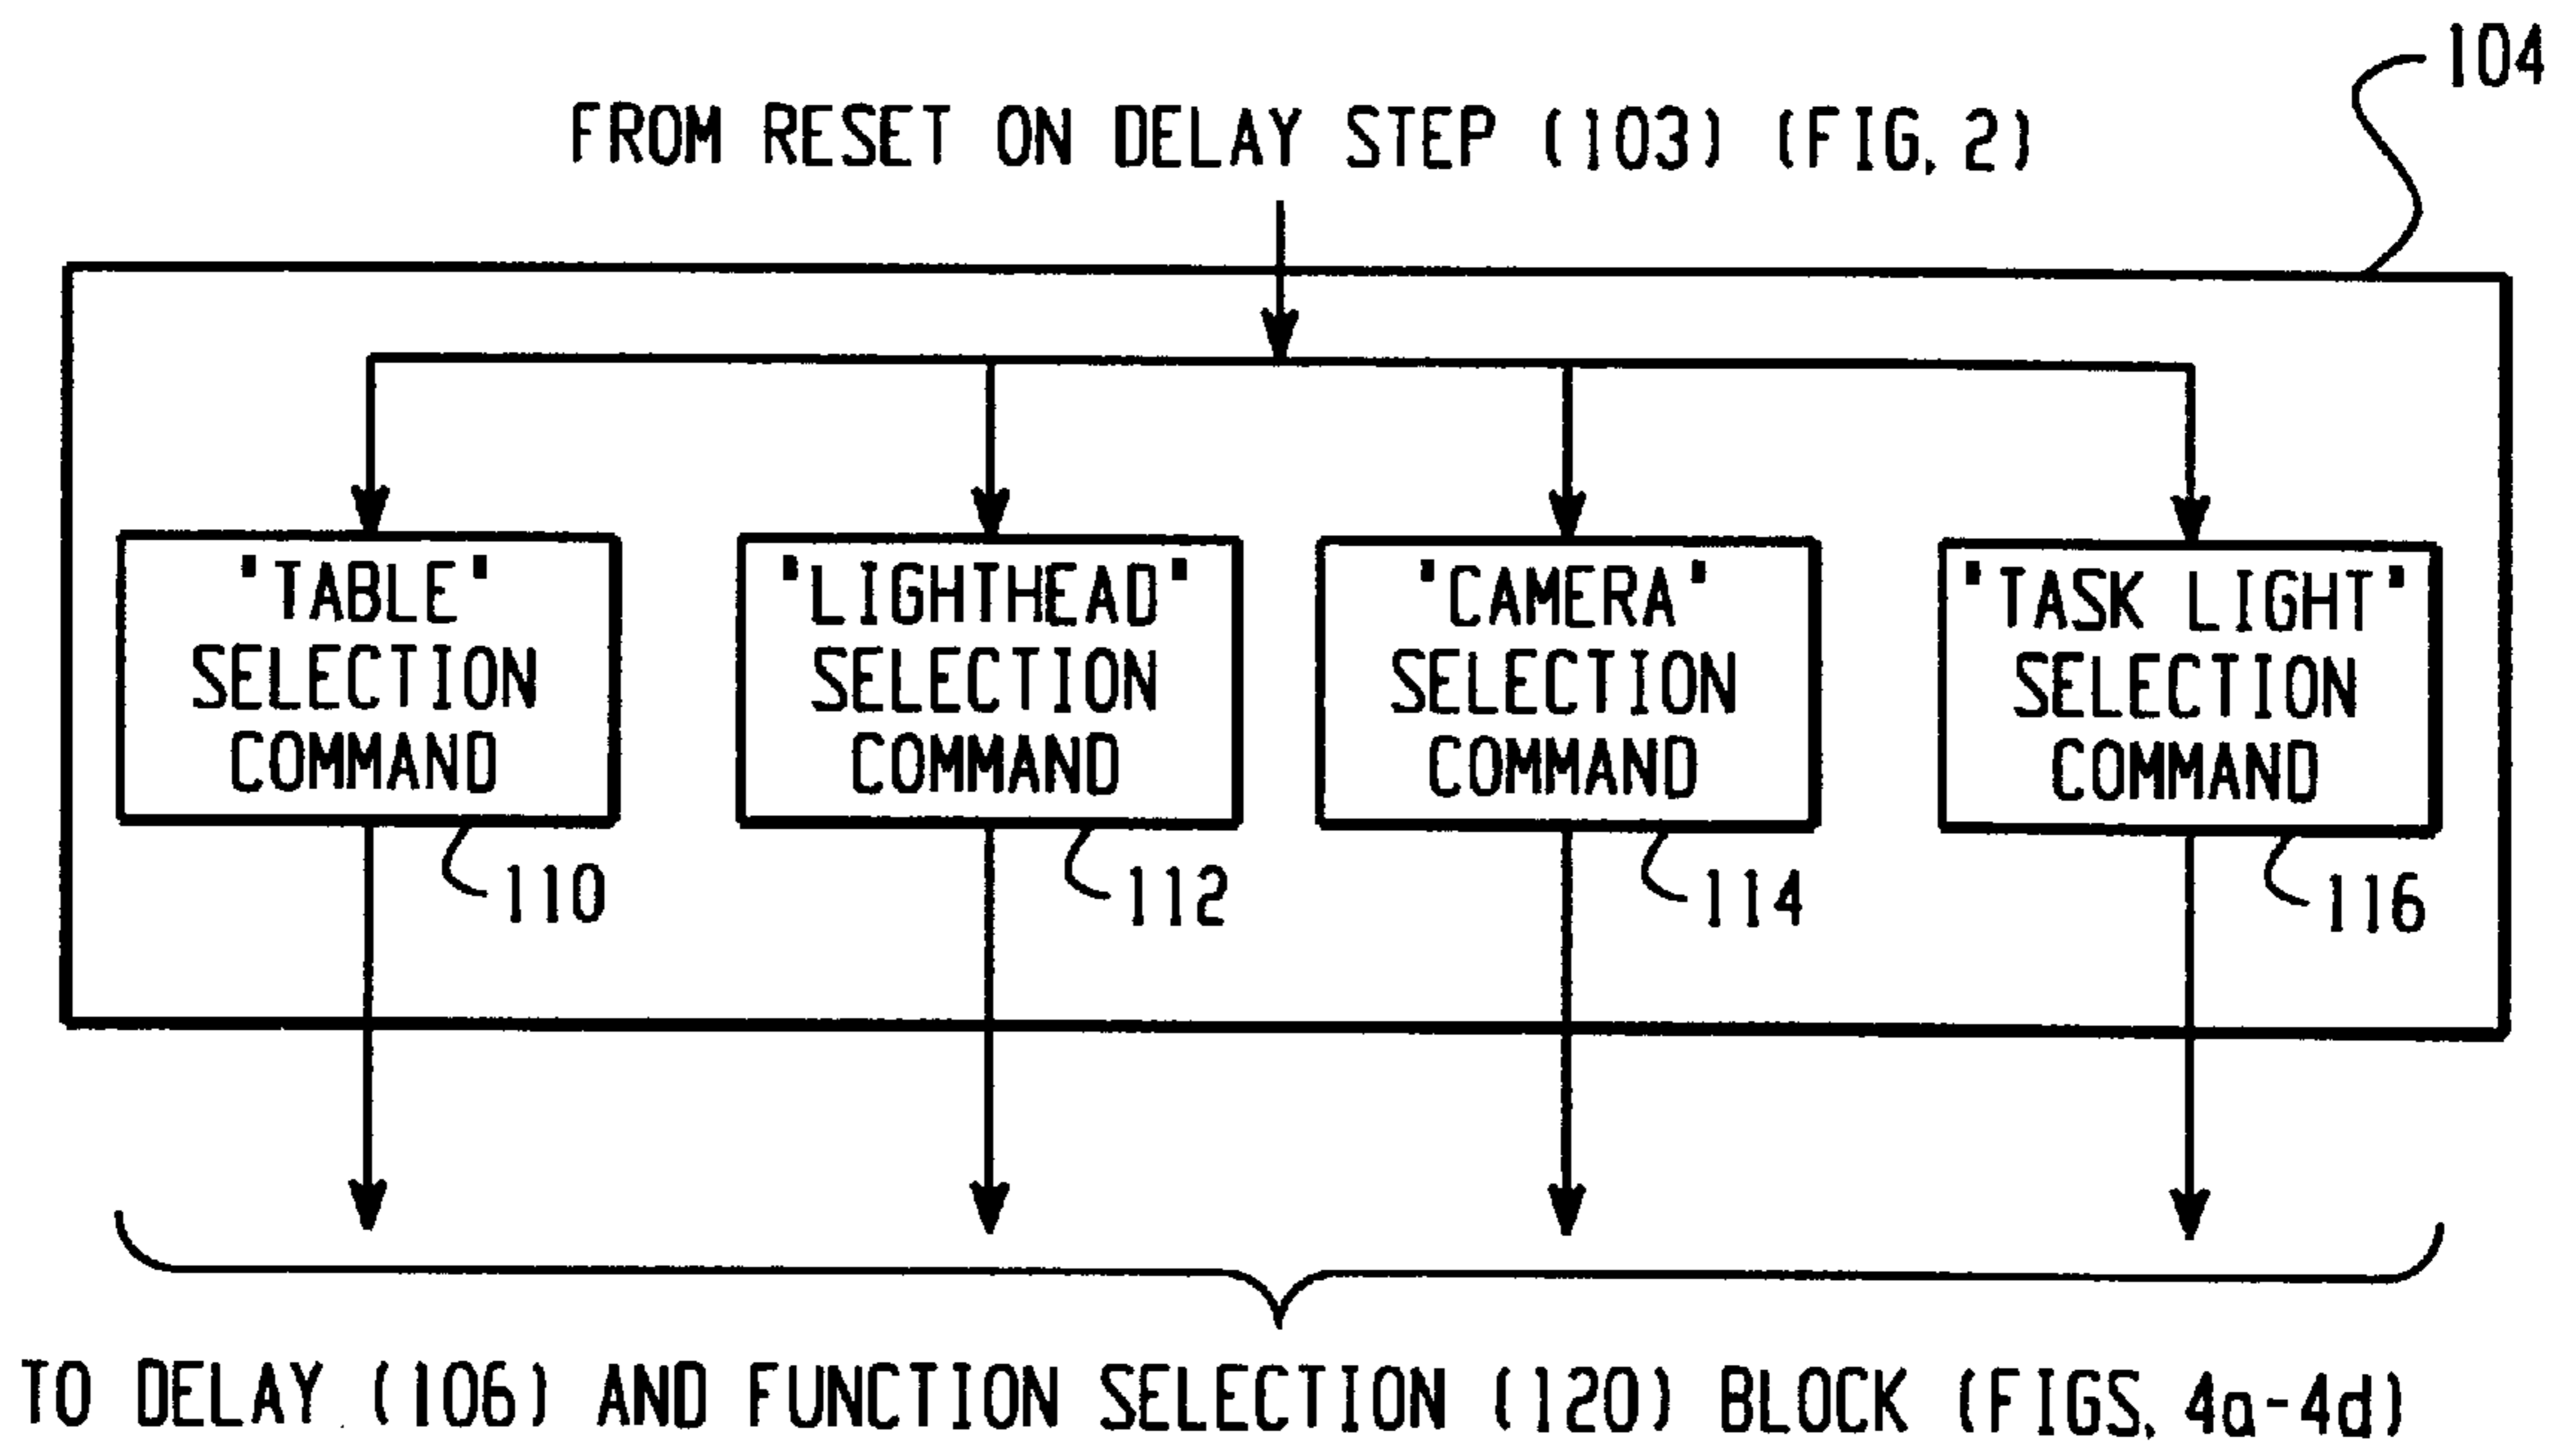 104
FROM RESET ON DELAY STEP (103) (FIG. 2)
"TABLE"
SELECTION
COMMAND
110
"LIGHTHEAD"
SELECTION
COMMAND
112
"CAMERA"
SELECTION
COMMAND
114
"TASK LIGHT"
SELECTION
COMMAND
116
TO DELAY (106) AND FUNCTION SELECTION (120) BLOCK (FIGS. 4a-4d)